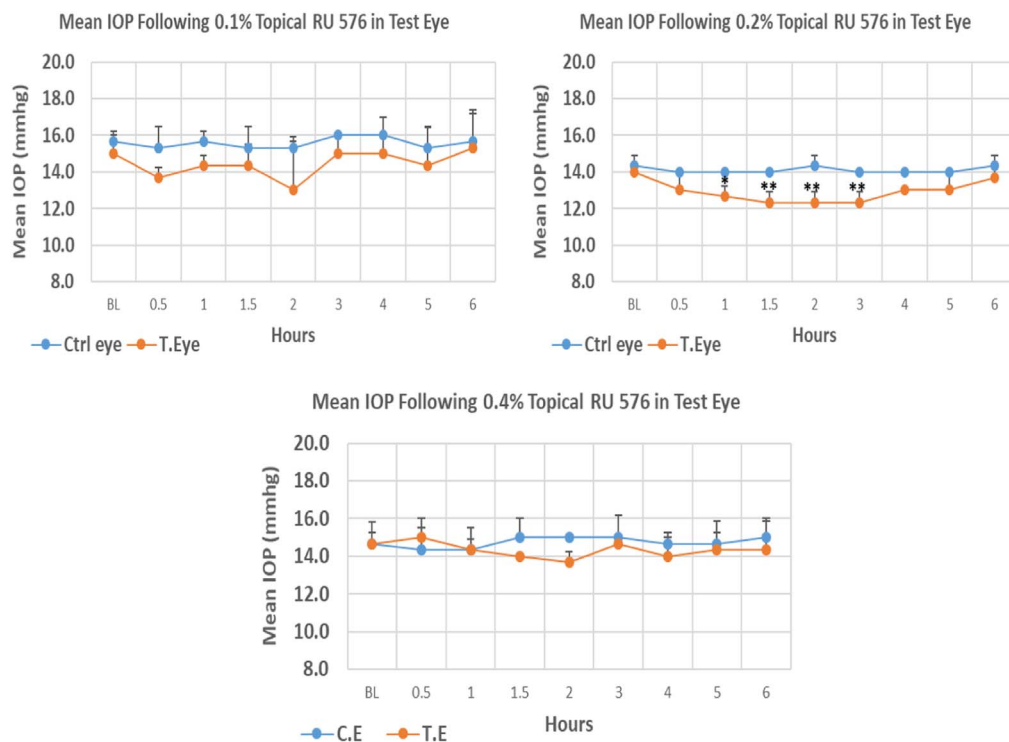 Mean IOP Following 0.1% Topical RU 576 in Test Eye
Mean IOP (mmhg)
20.0
18.0
16.0
14.0
12.0
10.0
8.0
BL 0.5 1 1.5 2 3 4 5 6
Hours
Ctrl eye T.Eye
Mean IOP Following 0.2% Topical RU 576 in Test Eye
Mean IOP (mmhg)
20.0
18.0
16.0
14.0
12.0
10.0
8.0
* ** ** **
BL 0.5 1 1.5 2 3 4 5 6
Hours
Ctrl eye T.Eye
Mean IOP Following 0.4% Topical RU 576 in Test Eye
Mean IOP (mmhg)
20.0
18.0
16.0
14.0
12.0
10.0
8.0
BL 0.5 1 1.5 2 3 4 5 6
Hours
C.E T.E